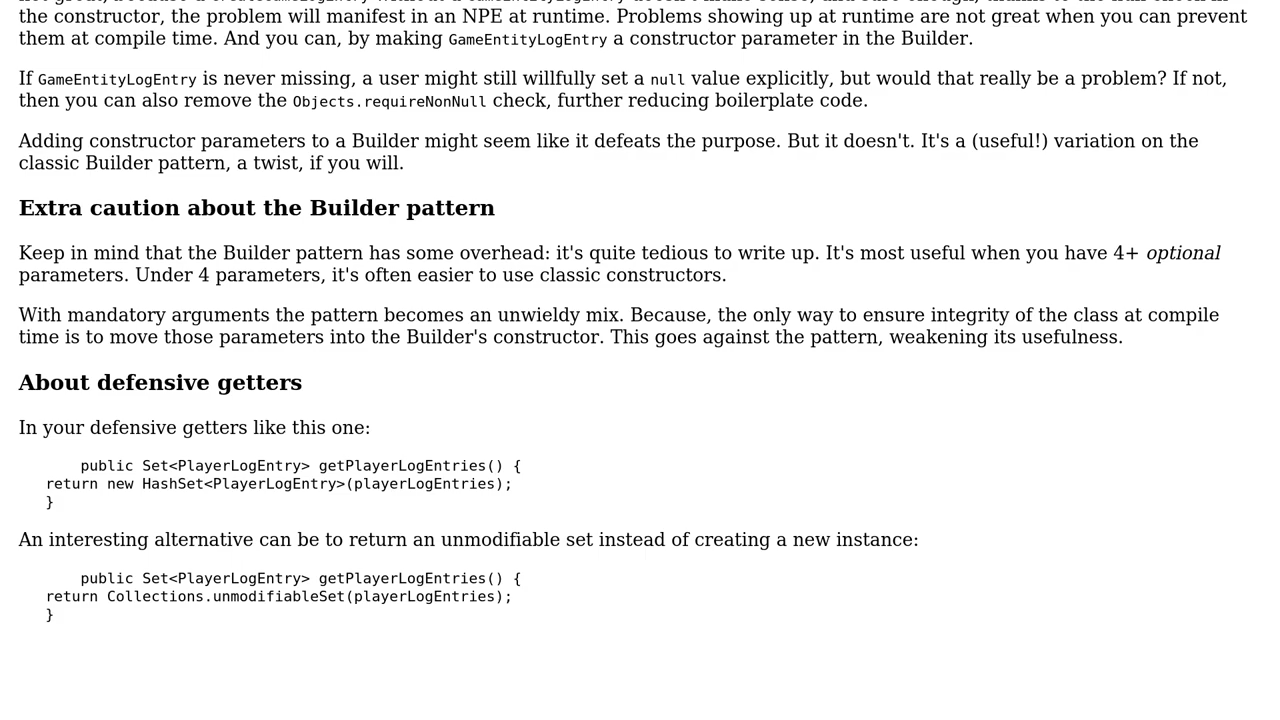 the constructor, the problem will manifest in an NPE at runtime. Problems showing up at runtime are not great when you can prevent
them at compile time. And you can, by making GameEntityLogEntry a constructor parameter in the Builder.
If GameEntityLogEntry is never missing, a user might still willfully set a null value explicitly, but would that really be a problem? If not,
then you can also remove the Objects.requireNonNull check, further reducing boilerplate code.
Adding constructor parameters to a Builder might seem like it defeats the purpose. But it doesn't. It's a (useful!) variation on the
classic Builder pattern, a twist, if you will.
Extra caution about the Builder pattern
Keep in mind that the Builder pattern has some overhead: it's quite tedious to write up. It's most useful when you have 4+ optional
parameters. Under 4 parameters, it's often easier to use classic constructors.
With mandatory arguments the pattern becomes an unwieldy mix. Because, the only way to ensure integrity of the class at compile
time is to move those parameters into the Builder's constructor. This goes against the pattern, weakening its usefulness.
About defensive getters
In your defensive getters like this one:
public Set<PlayerLogEntry> getPlayerLogEntries() {
return new HashSet<PlayerLogEntry>(playerLogEntries);
}
An interesting alternative can be to return an unmodifiable set instead of creating a new instance:
public Set<PlayerLogEntry> getPlayerLogEntries() {
return Collections.unmodifiableSet(playerLogEntries);
}